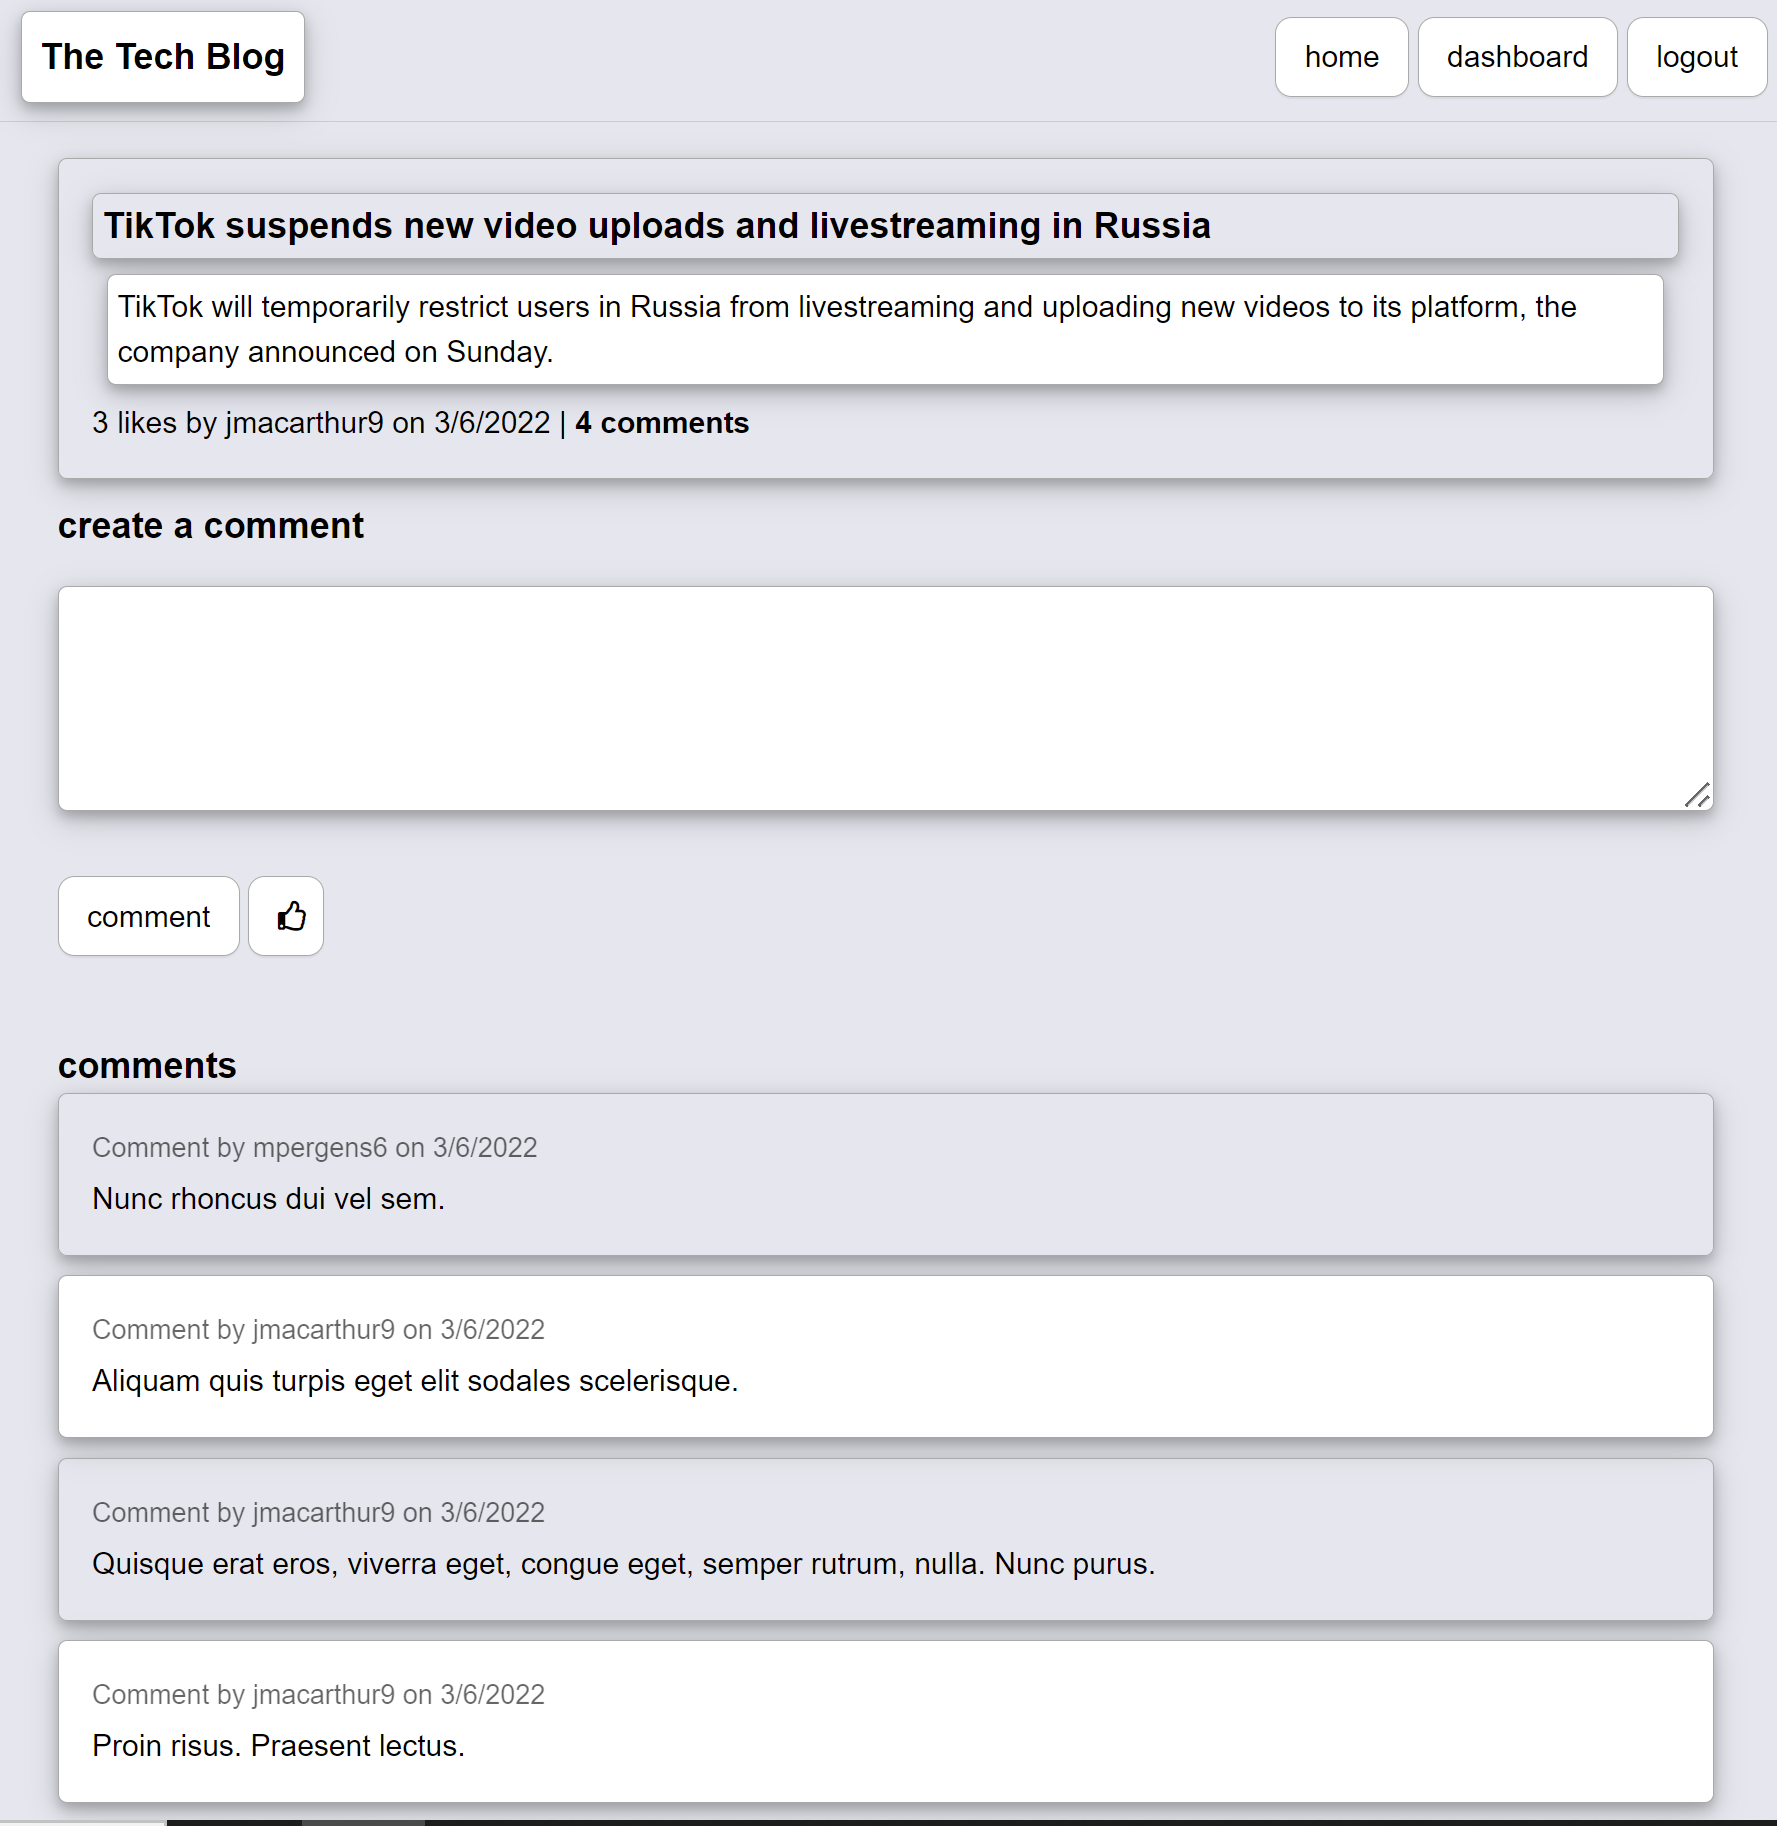 The Tech Blog
home
dashboard
logout
TikTok suspends new video uploads and livestreaming in Russia
TikTok will temporarily restrict users in Russia from livestreaming and uploading new videos to its platform, the
company announced on Sunday.
3 likes by jmacarthur9 on 3/6/2022 | 4 comments
create a comment
comment
comments
Comment by mpergens6 on 3/6/2022
Nunc rhoncus dui vel sem.
Comment by jmacarthur9 on 3/6/2022
Aliquam quis turpis eget elit sodales scelerisque.
Comment by jmacarthur9 on 3/6/2022
Quisque erat eros, viverra eget, congue eget, semper rutrum, nulla. Nunc purus.
Comment by jmacarthur9 on 3/6/2022
Proin risus. Praesent lectus.